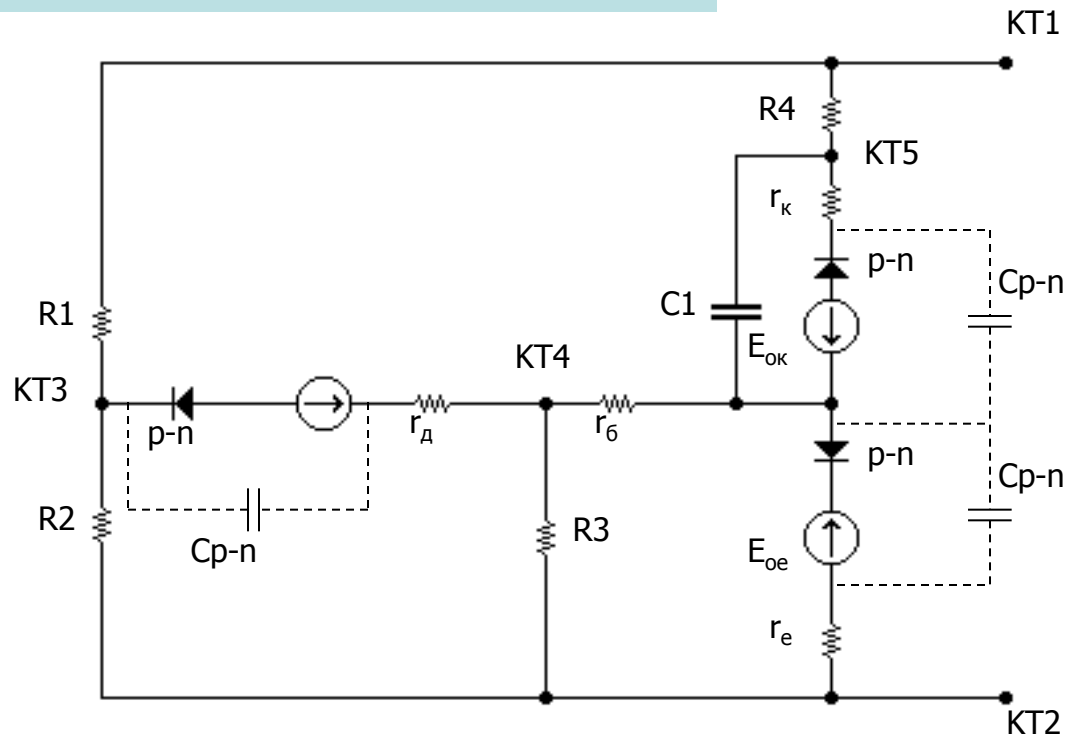 KT1
R4
KT5
rк
p-n
Cp-n
R1
C1
Eок
KT4
KT3
p-n
rд
rб
p-n
Cp-n
R2
R3
Cp-n
Eое
rе
KT2